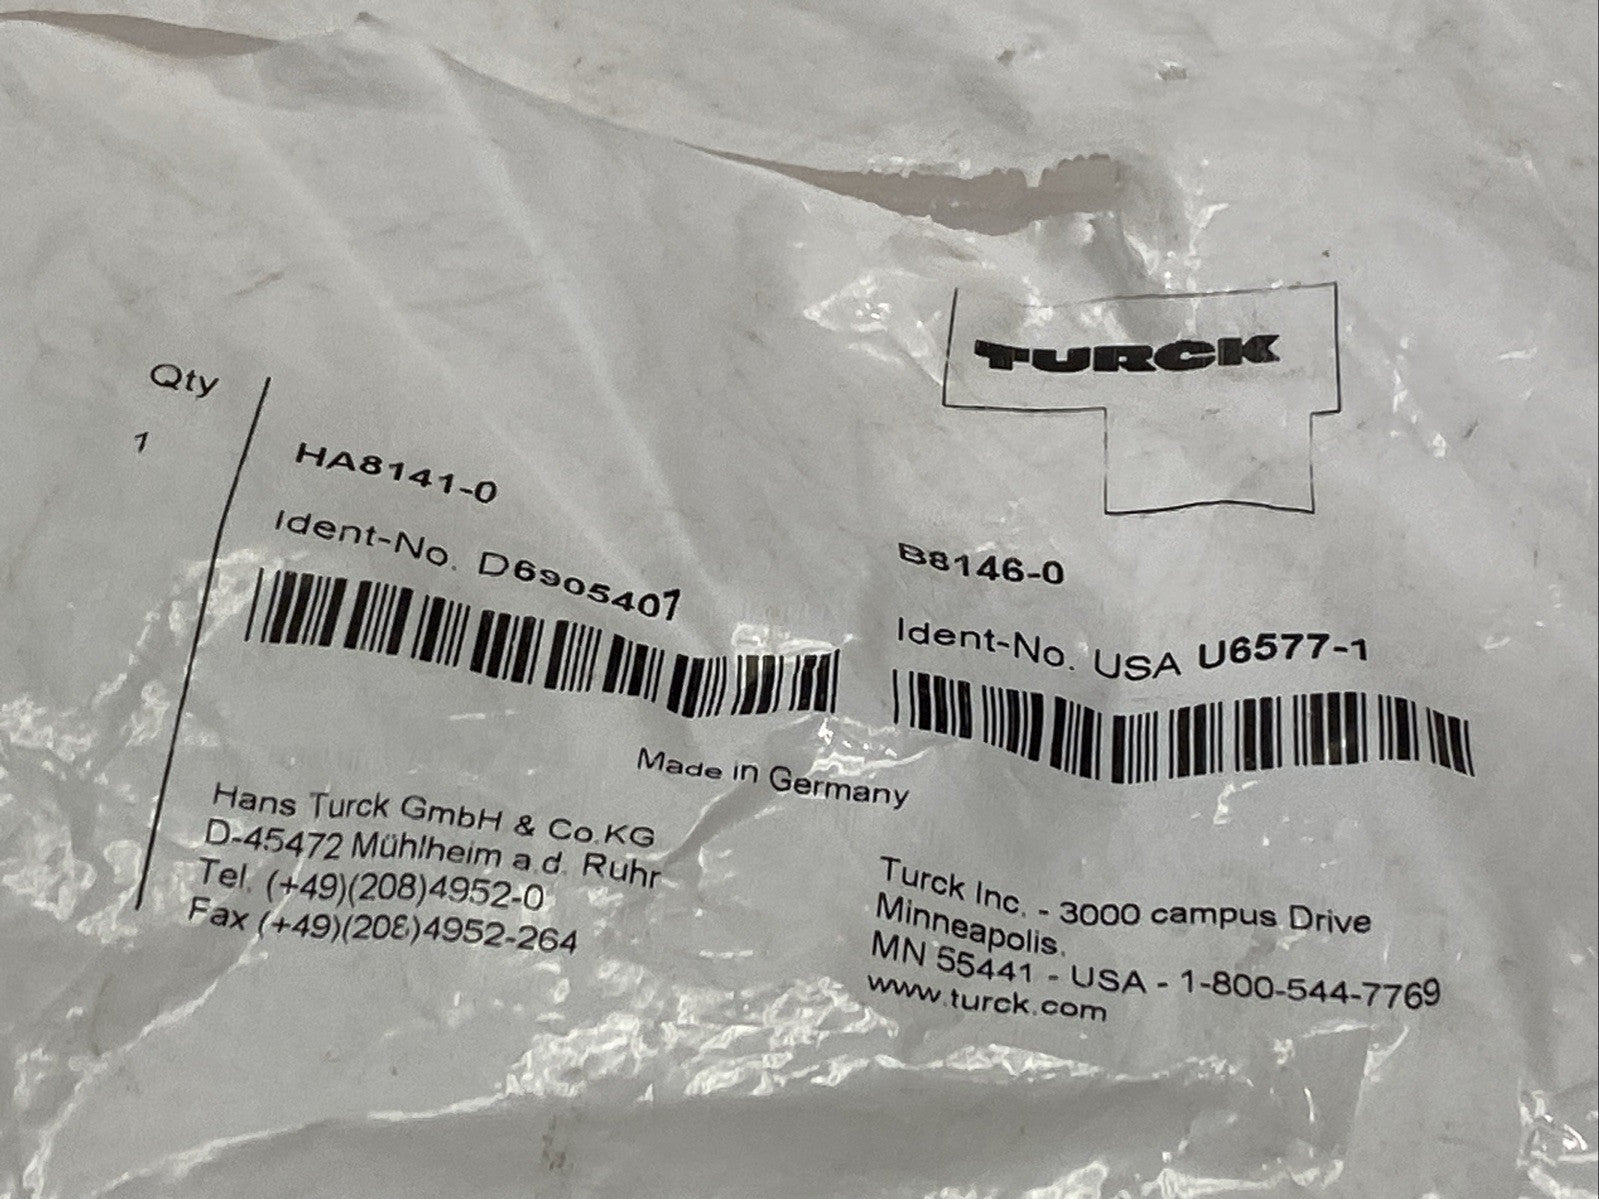 TURCK
Qty
1
HA8141-0
Ident-No. D6905407
B8146-0
Ident-No. USA U6577-1
Made in Germany
Hans Turck GmbH & Co.KG
D-45472 Mühlheim a.d. Ruhr
Tel. (+49)(208)4952-0
Fax (+49)(208)4952-264
Turck Inc. - 3000 campus Drive
Minneapolis.
MN 55441 - USA - 1-800-544-7769
www.turck.com